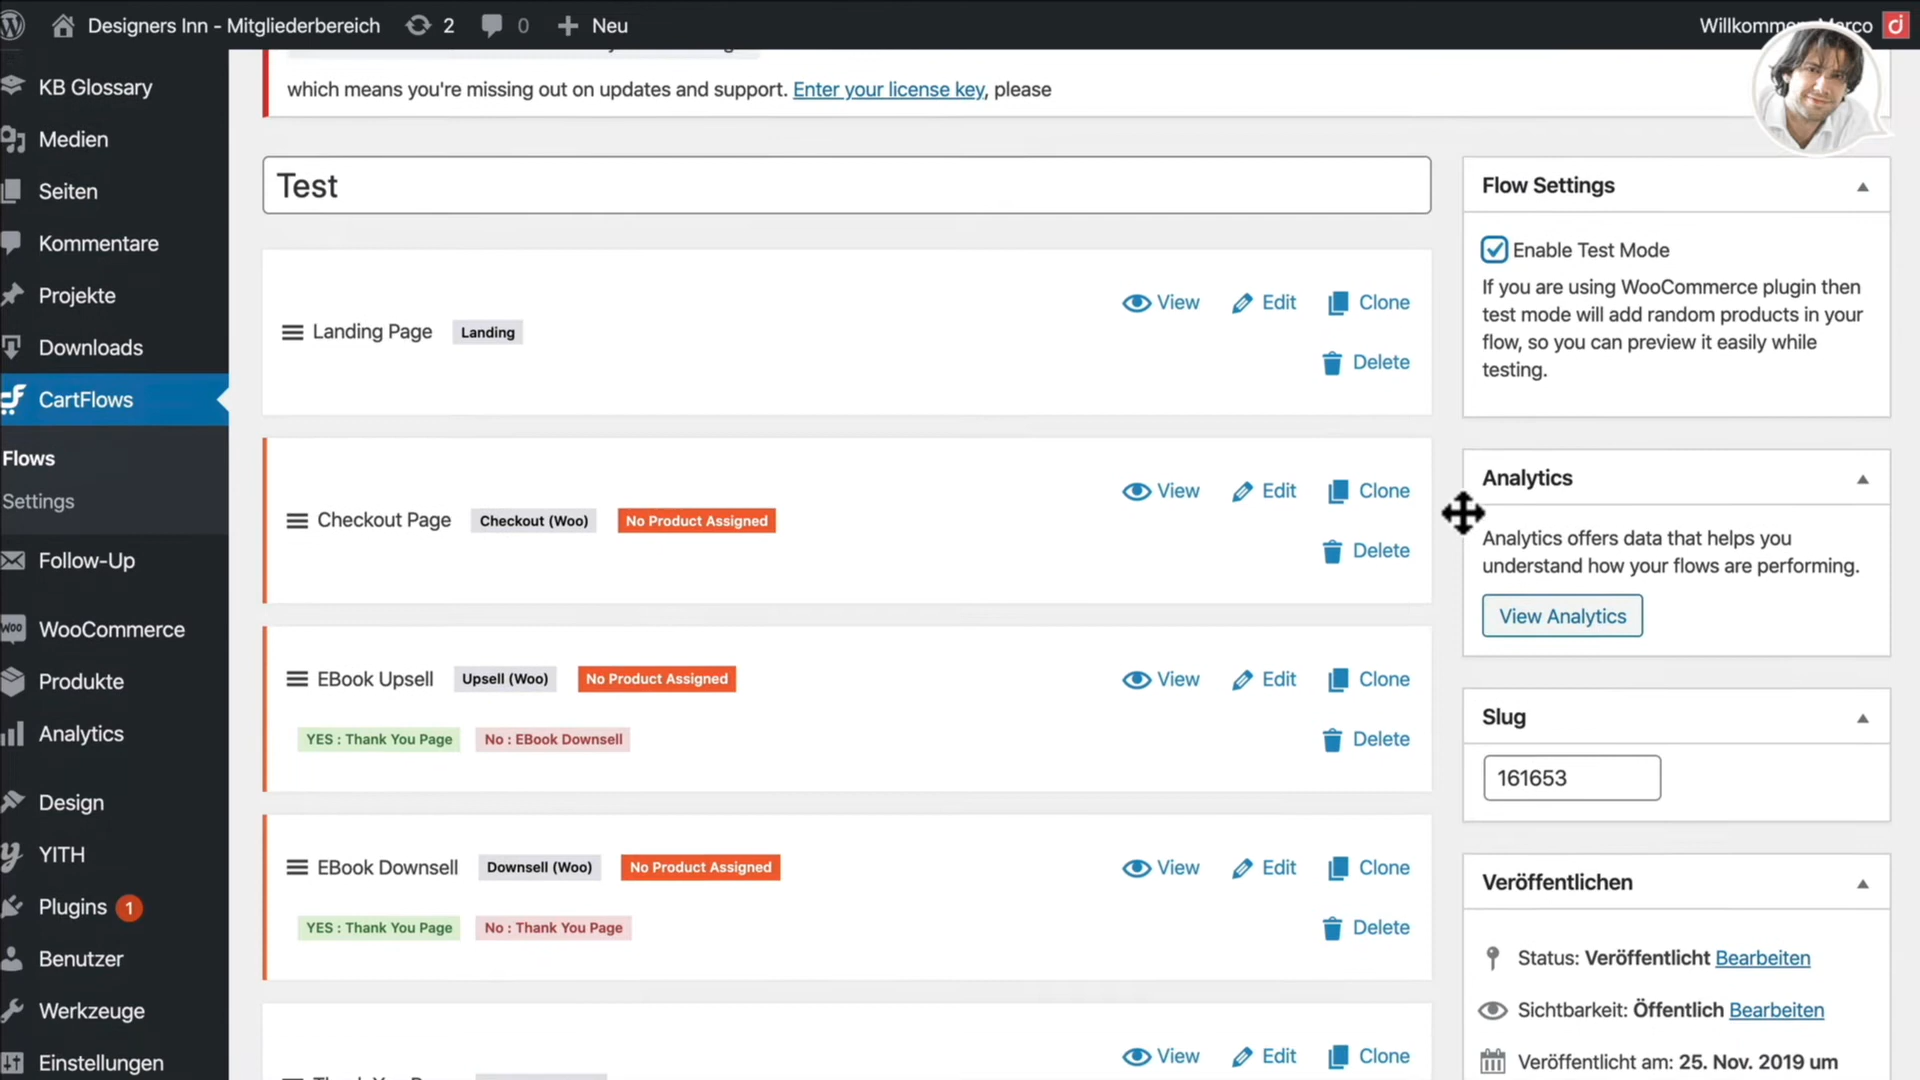 Designers Inn - Mitgliederbereich 2 0 Neu
KB Glossary
Medien
Seiten
Kommentare
Projekte
Downloads
CartFlows
Flows
Settings
Follow-Up
WooCommerce
Produkte
Analytics
Design
YITH
Plugins 1
Benutzer
Werkzeuge
Einstellungen
which means you're missing out on updates and support. Enter your license key, please
Test
Landing Page Landing
View Edit Clone
Delete
Checkout Page Checkout (Woo) No Product Assigned
View Edit Clone
Delete
EBook Upsell Upsell (Woo) No Product Assigned
View Edit Clone
YES : Thank You Page No : EBook Downsell
Delete
EBook Downsell Downsell (Woo) No Product Assigned
View Edit Clone
YES : Thank You Page No : Thank You Page
Delete
View Edit Clone
Flow Settings
Enable Test Mode
If you are using WooCommerce plugin then
test mode will add random products in your
flow, so you can preview it easily while
testing.
Analytics
Analytics offers data that helps you
understand how your flows are performing.
View Analytics
Slug
161653
Veröffentlichen
Status: Veröffentlicht Bearbeiten
Sichtbarkeit: Öffentlich Bearbeiten
Veröffentlicht am: 25. Nov. 2019 um